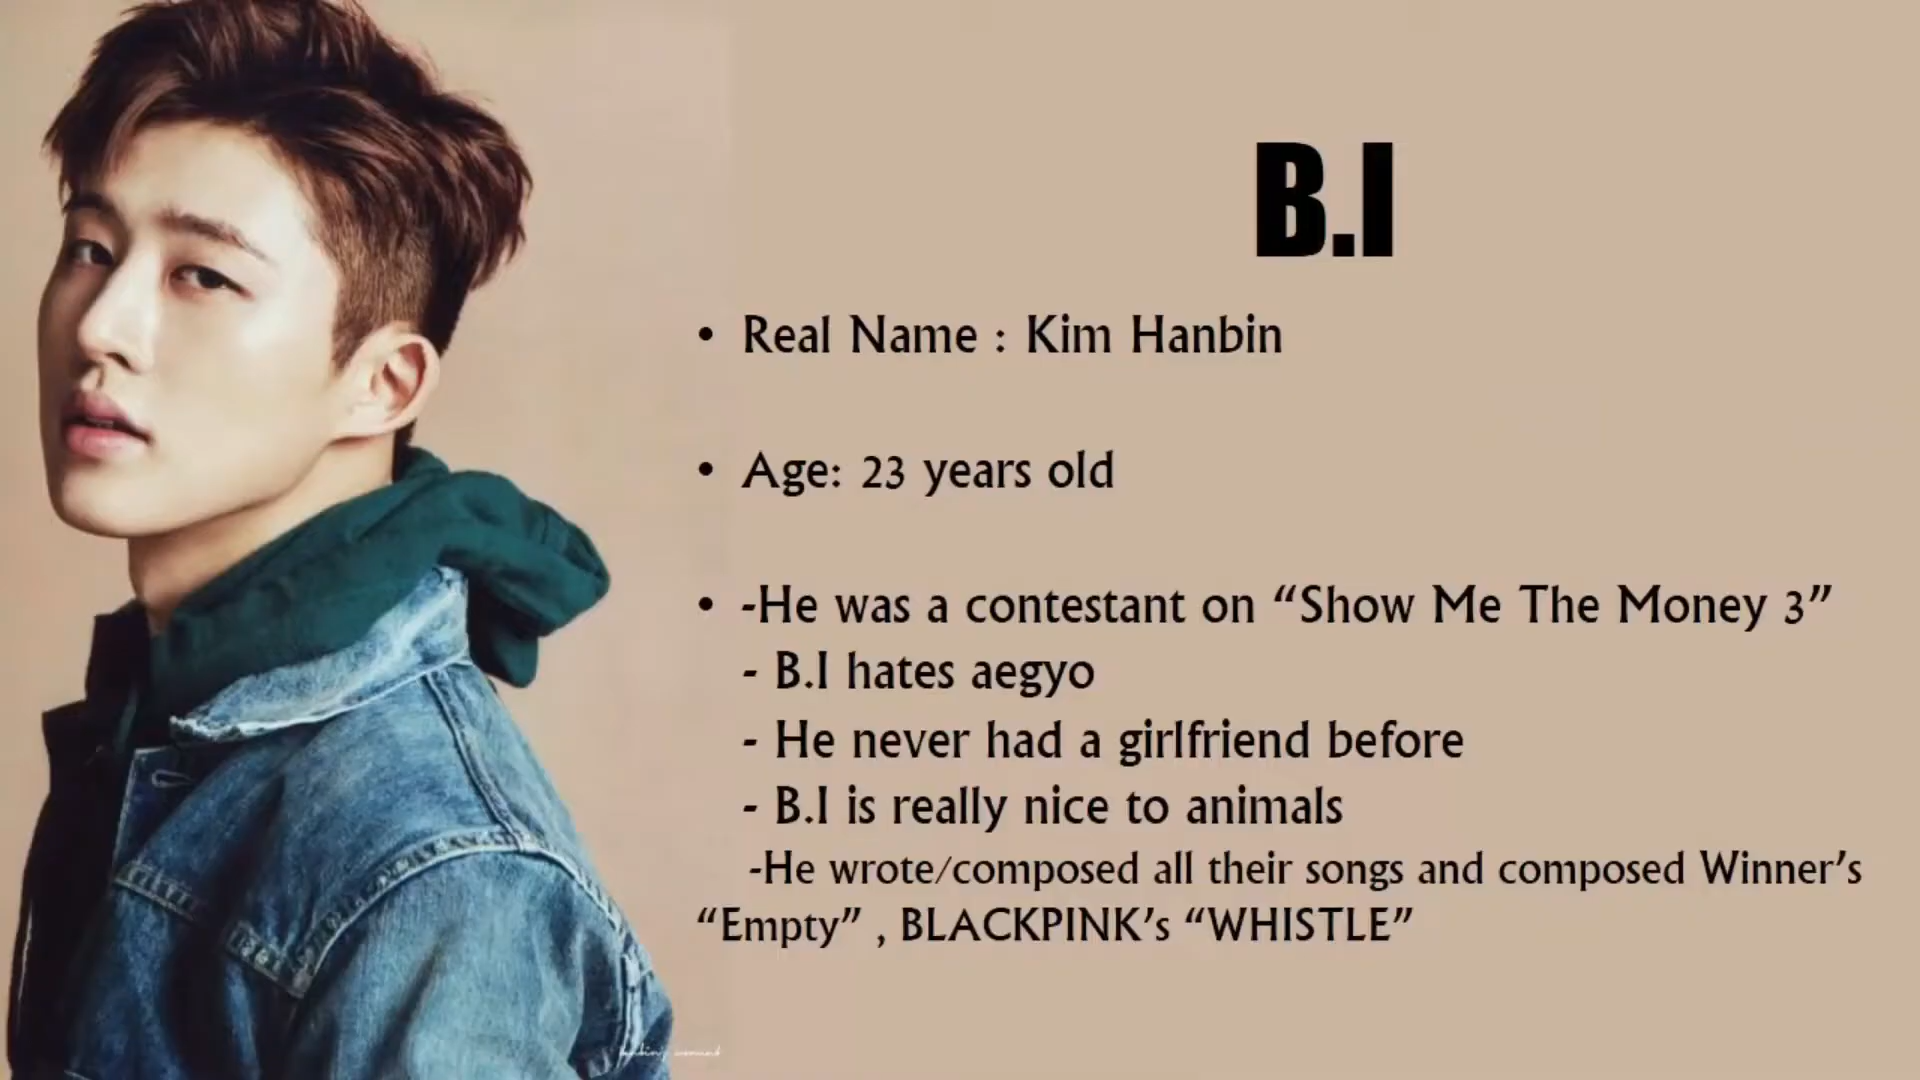 B.I
• Real Name : Kim Hanbin
• Age: 23 years old
• -He was a contestant on “Show Me The Money 3”
- B.I hates aegyo
- He never had a girlfriend before
- B.I is really nice to animals
-He wrote/composed all their songs and composed Winner’s
“Empty” , BLACKPINK’s “WHISTLE”